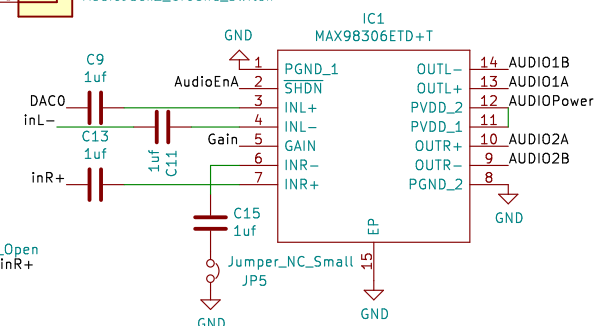 IC1
MAX98306ETD+T
GND
C9
1uf
1
PGND_1
OUTL-
14
AUDIO1B
AudioEnA
2
SHDN
OUTL+
13
AUDIO1A
DAC0
3
INL+
PVDD_2
12
AUDIOPower
inL-
4
INL-
PVDD_1
11
C13
1uf
1uf
C11
Gain
5
GAIN
OUTR+
10
AUDIO2A
6
INR-
OUTR-
9
AUDIO2B
inR+
7
INR+
PGND_2
8
GND
C15
1uf
EP
15
_Open
inR+
Jumper_NC_Small
JP5
GND
GND